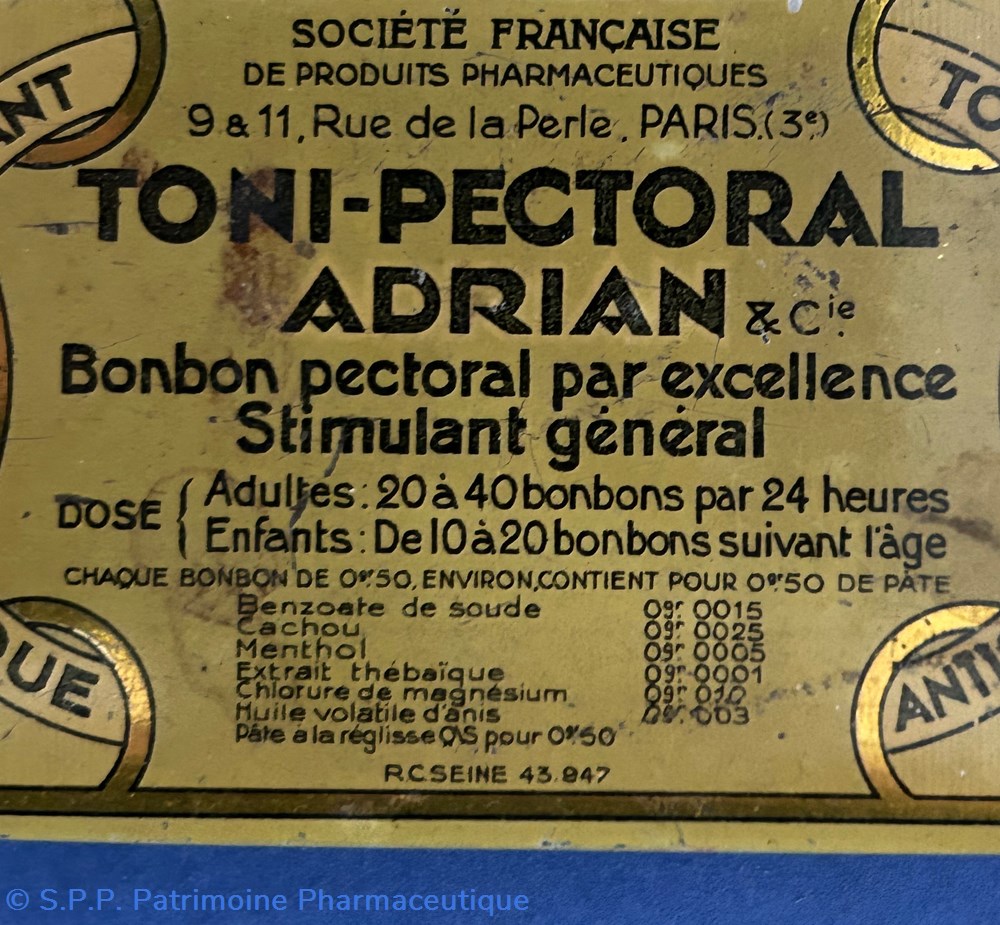 SOCIÉTÉ FRANÇAISE
DE PRODUITS PHARMACEUTIQUES
9 & 11, Rue de la Perle, PARIS.(3e)
TONI-PECTORAL
ADRIAN & Cie
Bonbon pectoral par excellence
Stimulant général
DOSE { Adultes : 20 à 40 bonbons par 24 heures
Enfants : De 10 à 20 bonbons suivant l'âge
CHAQUE BONBON DE 0gr50, ENVIRON, CONTIENT POUR 0gr50 DE PÂTE
Benzoate de soude 0gr 0015
Cachou 0gr 0025
Menthol 0gr 0005
Extrait thébaïque 0gr 0001
Chlorure de magnésium 0gr 010
Huile volatile d'anis 0gr 003
Pâte à la réglisse QS pour 0gr50
R.C SEINE 43.847
ANT
TO
QUE
ANTI
© S.P.P. Patrimoine Pharmaceutique